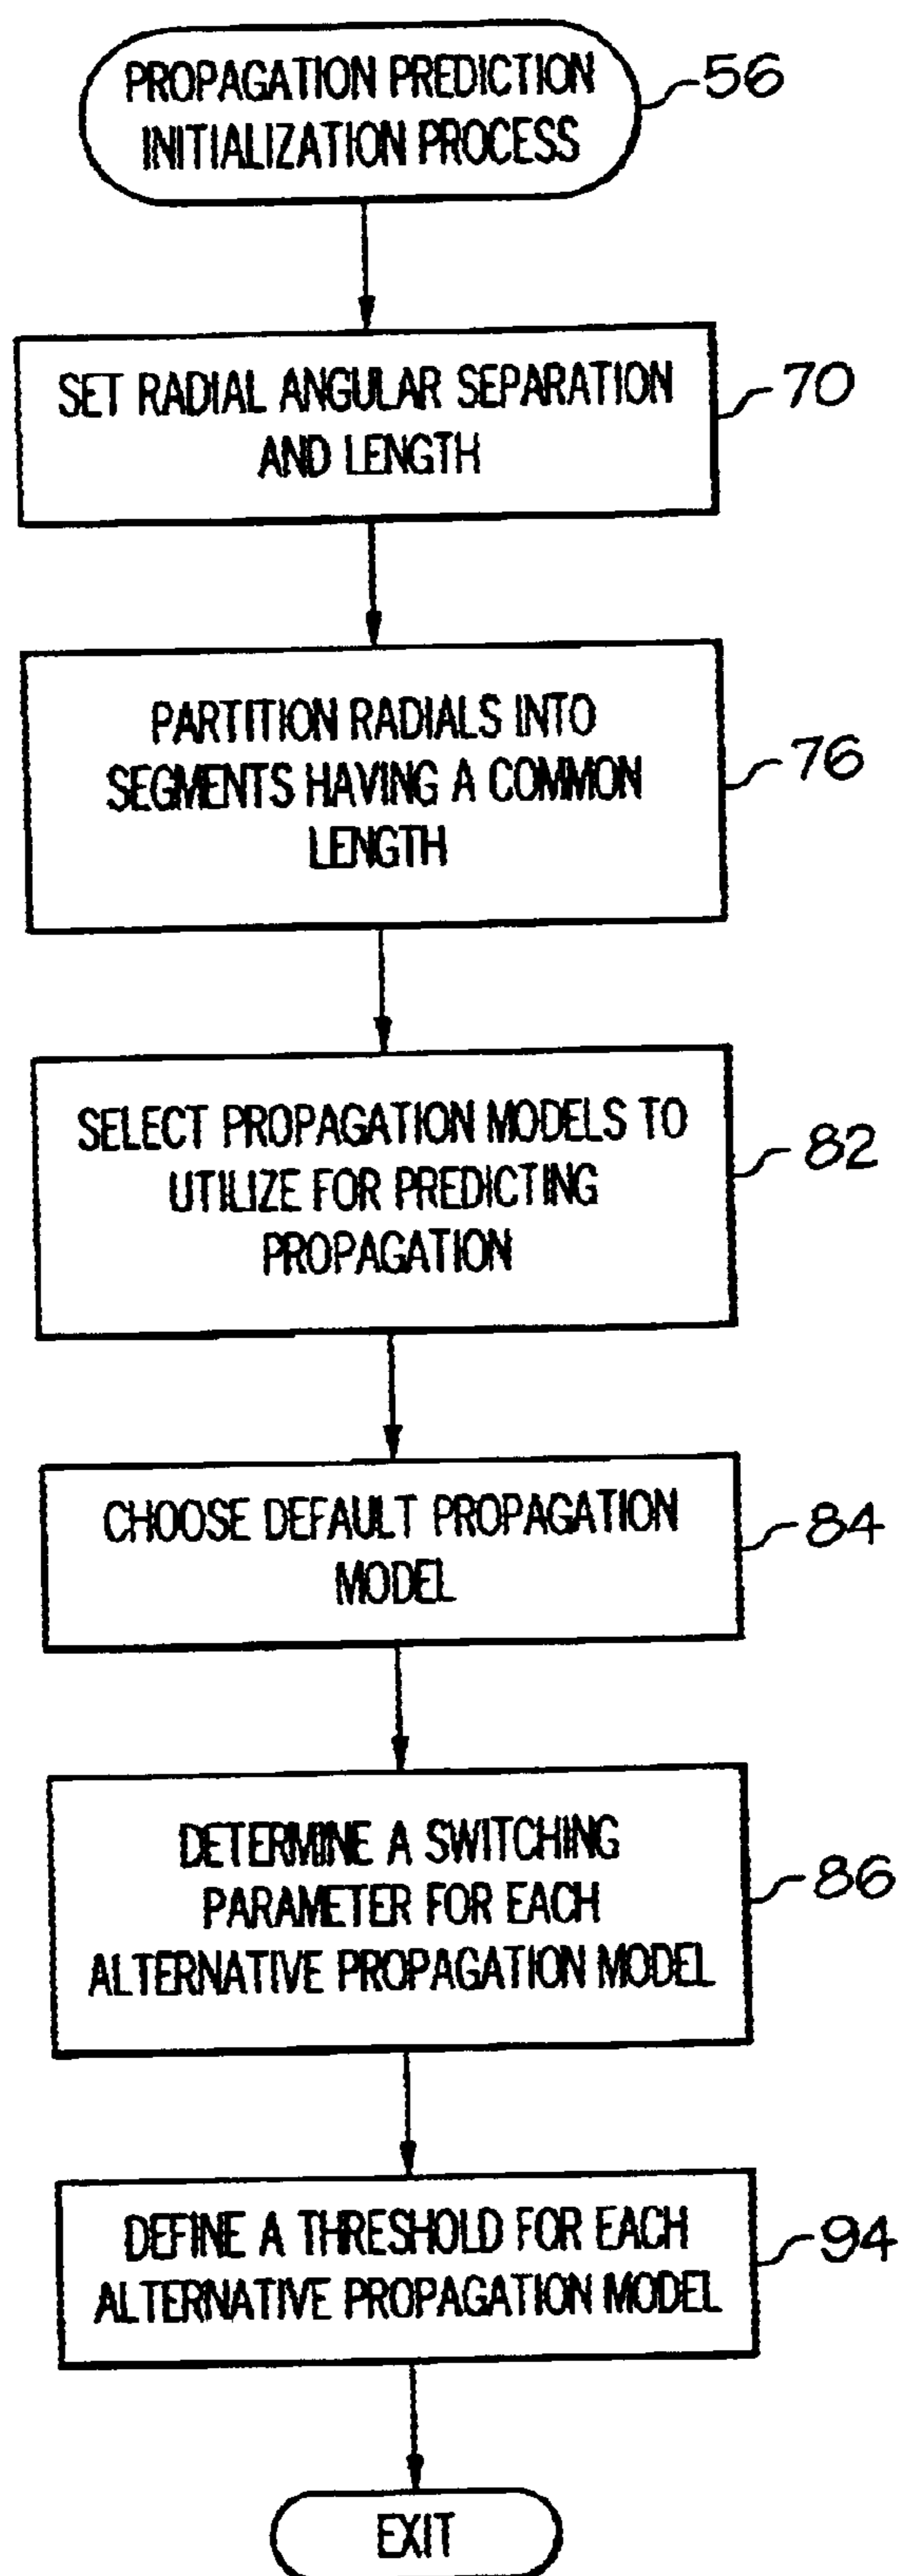 PROPAGATION PREDICTION
INITIALIZATION PROCESS
56
SET RADIAL ANGULAR SEPARATION
AND LENGTH
70
PARTITION RADIALS INTO
SEGMENTS HAVING A COMMON
LENGTH
76
SELECT PROPAGATION MODELS TO
UTILIZE FOR PREDICTING
PROPAGATION
82
CHOOSE DEFAULT PROPAGATION
MODEL
84
DETERMINE A SWITCHING
PARAMETER FOR EACH
ALTERNATIVE PROPAGATION MODEL
86
DEFINE A THRESHOLD FOR EACH
ALTERNATIVE PROPAGATION MODEL
94
EXIT